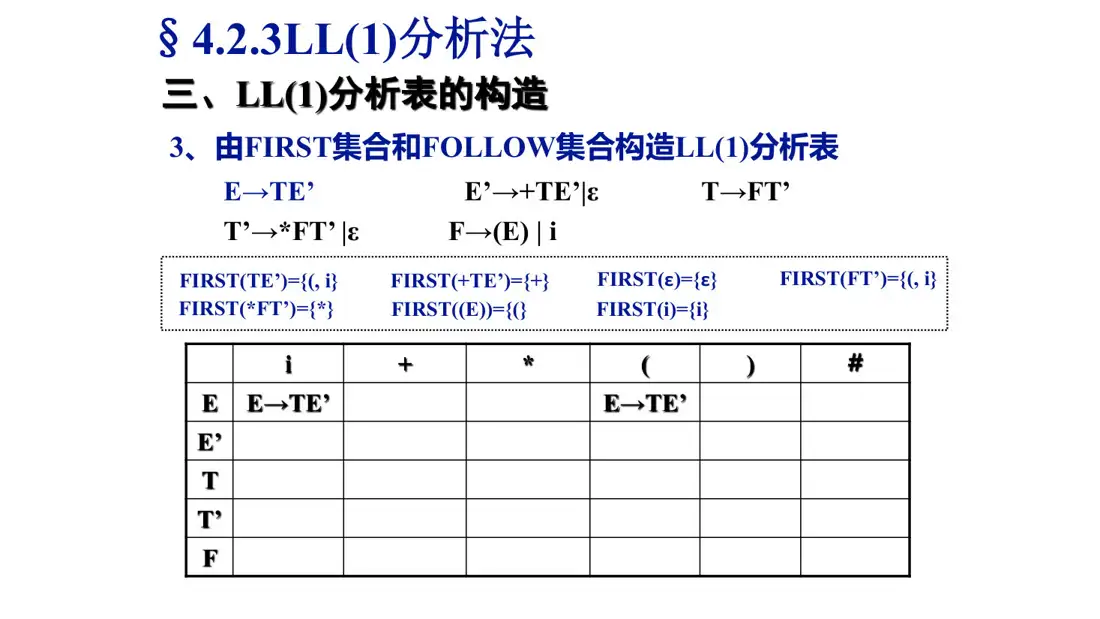 §4.2.3LL(1)分析法
三、LL(1)分析表的构造
3、由FIRST集合和FOLLOW集合构造LL(1)分析表
E→TE’ E’→+TE’|ε T→FT’
T’→*FT’ |ε F→(E) | i
FIRST(TE’)={(, i} FIRST(+TE’)={+} FIRST(ε)={ε} FIRST(FT’)={(, i}
FIRST(*FT’)={*} FIRST((E))={(} FIRST(i)={i}
i + * ( ) #
E E→TE’ E→TE’
E’
T
T’
F